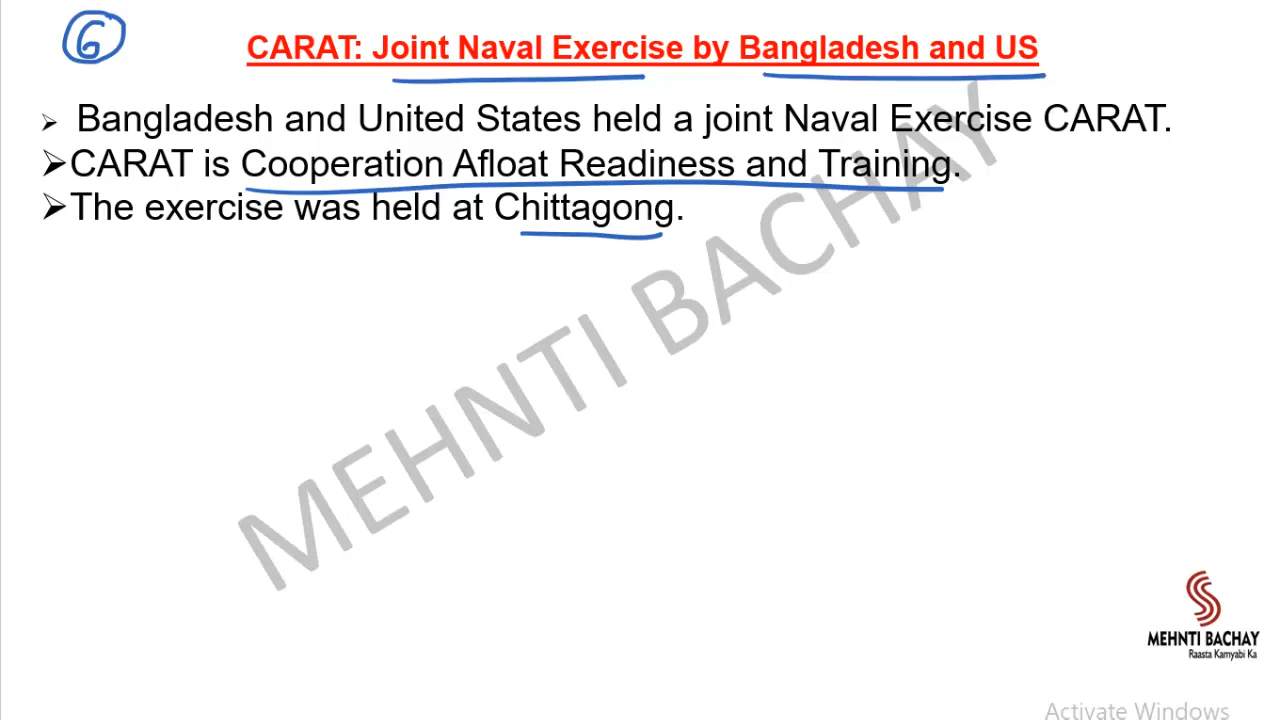 6
CARAT: Joint Naval Exercise by Bangladesh and US
➢ Bangladesh and United States held a joint Naval Exercise CARAT.
➢CARAT is Cooperation Afloat Readiness and Training.
➢The exercise was held at Chittagong.
MEHNTI BACHAY
MEHNTI BACHAY
Raasta Kamyabi Ka
Activate Windows